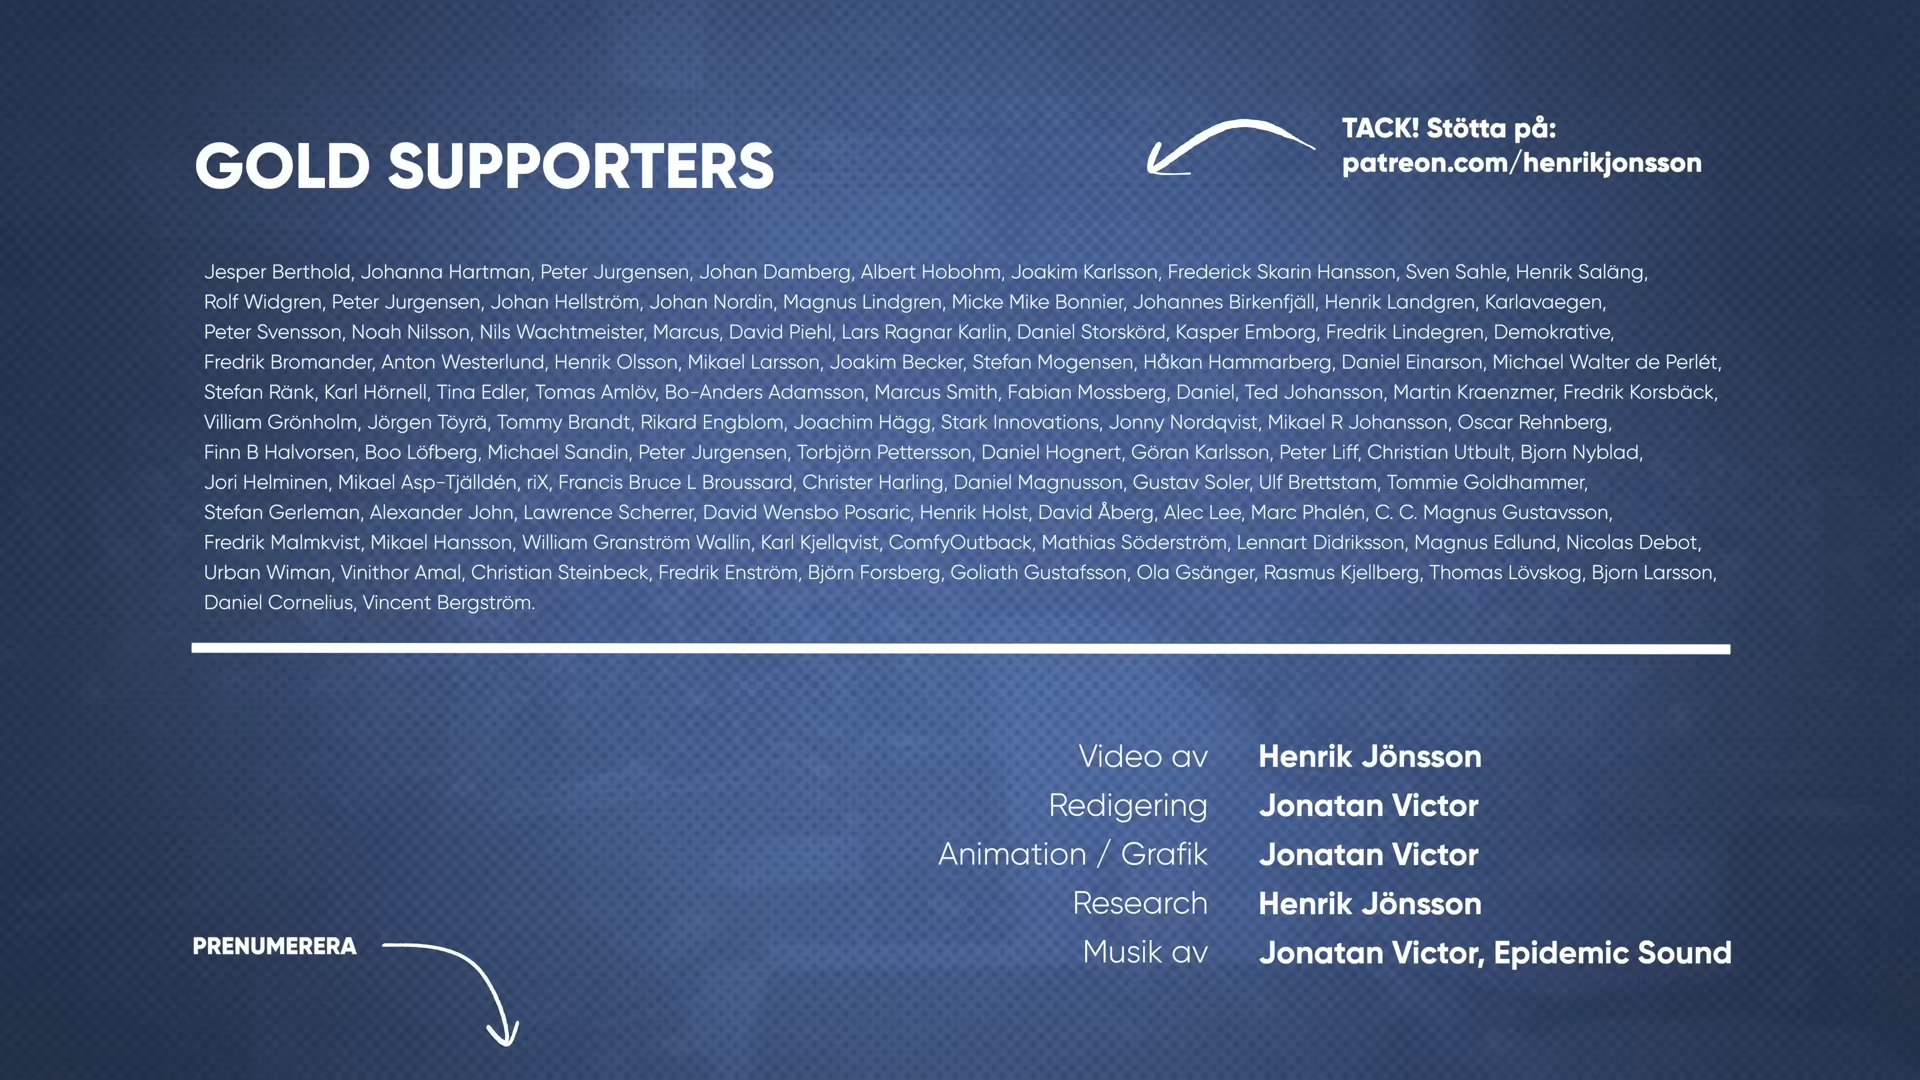 GOLD SUPPORTERS
TACK! Stötta på:
patreon.com/henrikjonsson
Jesper Berthold, Johanna Hartman, Peter Jurgensen, Johan Damberg, Albert Hobohm, Joakim Karlsson, Frederick Skarin Hansson, Sven Sahle, Henrik Saläng,
Rolf Widgren, Peter Jurgensen, Johan Hellström, Johan Nordin, Magnus Lindgren, Micke Mike Bonnier, Johannes Birkenfjäll, Henrik Landgren, Karlavaegen,
Peter Svensson, Noah Nilsson, Nils Wachtmeister, Marcus, David Piehl, Lars Ragnar Karlin, Daniel Storskörd, Kasper Emborg, Fredrik Lindegren, Demokrative,
Fredrik Bromander, Anton Westerlund, Henrik Olsson, Mikael Larsson, Joakim Becker, Stefan Mogensen, Håkan Hammarberg, Daniel Einarson, Michael Walter de Perlét,
Stefan Ränk, Karl Hörnell, Tina Edler, Tomas Amlöv, Bo-Anders Adamsson, Marcus Smith, Fabian Mossberg, Daniel, Ted Johansson, Martin Kraenzmer, Fredrik Korsbäck,
Villiam Grönholm, Jörgen Töyrä, Tommy Brandt, Rikard Engblom, Joachim Hägg, Stark Innovations, Jonny Nordqvist, Mikael R Johansson, Oscar Rehnberg,
Finn B Halvorsen, Boo Löfberg, Michael Sandin, Peter Jurgensen, Torbjörn Pettersson, Daniel Hognert, Göran Karlsson, Peter Liff, Christian Utbult, Bjorn Nyblad,
Jori Helminen, Mikael Asp-Tjälldén, riX, Francis Bruce L Broussard, Christer Harling, Daniel Magnusson, Gustav Soler, Ulf Brettstam, Tommie Goldhammer,
Stefan Gerleman, Alexander John, Lawrence Scherrer, David Wensbo Posaric, Henrik Holst, David Åberg, Alec Lee, Marc Phalén, C. C. Magnus Gustavsson,
Fredrik Malmkvist, Mikael Hansson, William Granström Wallin, Karl Kjellqvist, ComfyOutback, Mathias Söderström, Lennart Didriksson, Magnus Edlund, Nicolas Debot,
Urban Wiman, Vinithor Amal, Christian Steinbeck, Fredrik Enström, Björn Forsberg, Goliath Gustafsson, Ola Gsänger, Rasmus Kjellberg, Thomas Lövskog, Bjorn Larsson,
Daniel Cornelius, Vincent Bergström.
Video av Henrik Jönsson
Redigering Jonatan Victor
Animation / Grafik Jonatan Victor
Research Henrik Jönsson
Musik av Jonatan Victor, Epidemic Sound
PRENUMERERA